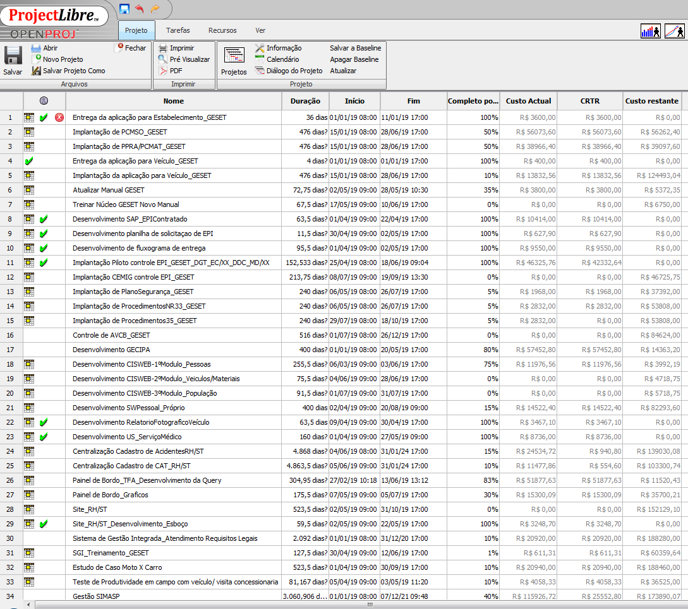 ProjectLibre™
OPENPROJ
Projeto Tarefas Recursos Ver
Salvar Abrir Novo Projeto Salvar Projeto Como Fechar Imprimir Pré Visualizar PDF Projetos Informação Calendário Diálogo do Projeto Salvar a Baseline Apagar Baseline Atualizar
Arquivos Imprimir Projeto
Nome Duração Início Fim Completo po... Custo Actual CRTR Custo restante
1 Entrega da aplicação para Estabelecimento_GESET 36 dias 01/01/19 08:00 11/01/19 17:00 100% R$ 3600,00 R$ 3600,00 R$ 0,00
2 Implantação de PCMSO_GESET 476 dias? 15/01/19 08:00 28/06/19 17:00 50% R$ 56073,60 R$ 56073,60 R$ 56262,40
3 Implantação de PPRA/PCMAT_GESET 476 dias? 15/01/19 08:00 28/06/19 17:00 50% R$ 38966,40 R$ 38966,40 R$ 39097,60
4 Entrega da aplicação para Veículo_GESET 4 dias? 01/01/19 08:00 01/01/19 17:00 100% R$ 400,00 R$ 400,00 R$ 0,00
5 Implantação da aplicação para Veículo_GESET 476 dias? 15/01/19 08:00 28/06/19 17:00 10% R$ 13832,56 R$ 13832,56 R$ 124493,04
6 Atualizar Manual GESET 72,75 dias? 02/05/19 09:00 28/05/19 10:30 35% R$ 3800,00 R$ 3800,00 R$ 5372,35
7 Treinar Núcleo GESET Novo Manual 67,5 dias? 17/05/19 09:00 10/06/19 17:00 0% R$ 0,00 R$ 0,00 R$ 6750,00
8 Desenvolvimento SAP_EPIContratado 63,5 dias? 01/04/19 09:00 22/04/19 17:00 100% R$ 10414,00 R$ 10414,00 R$ 0,00
9 Desenvolvimento planilha de solicitaçao de EPI 11,5 dias? 30/04/19 09:00 02/05/19 17:00 100% R$ 627,90 R$ 627,90 R$ 0,00
10 Desenvolvimento de fluxograma de entrega 95,5 dias? 01/04/19 09:00 02/05/19 17:00 100% R$ 9550,00 R$ 9550,00 R$ 0,00
11 Implantação Piloto controle EPI_GESET_DGT_EC/XX_DDC_MD/XX 152,533 dias? 25/04/19 08:00 18/06/19 09:04 100% R$ 46325,76 R$ 42332,64 R$ 0,00
12 Implantação CEMIG controle EPI_GESET 213,75 dias? 08/07/19 09:00 19/09/19 13:30 0% R$ 0,00 R$ 0,00 R$ 46725,75
13 Implantação de PlanoSegurança_GESET 240 dias? 06/05/19 08:00 26/07/19 17:00 5% R$ 1968,00 R$ 1968,00 R$ 37392,00
14 Implantação de ProcedimentosNR33_GESET 240 dias? 06/05/19 08:00 26/07/19 17:00 5% R$ 2832,00 R$ 2832,00 R$ 53808,00
15 Implantação de Procedimentos35_GESET 240 dias? 29/07/19 08:00 18/10/19 17:00 5% R$ 2832,00 R$ 2832,00 R$ 53808,00
16 Controle de AVCB_GESET 516 dias? 01/07/19 08:00 26/12/19 17:00 0% R$ 0,00 R$ 0,00 R$ 84624,00
17 Desenvolvimento GECIPA 400 dias? 01/01/19 08:00 20/05/19 17:00 80% R$ 57452,80 R$ 57452,80 R$ 14363,20
18 Desenvolvimento CISWEB-1ºModulo_Pessoas 255,5 dias? 06/03/19 09:00 03/06/19 17:00 75% R$ 11976,56 R$ 11976,56 R$ 3992,19
19 Desenvolvimento CISWEB-2ºModulo_Veiculos/Materiais 75,5 dias? 04/06/19 09:00 28/06/19 17:00 0% R$ 0,00 R$ 0,00 R$ 4718,75
20 Desenvolvimento CISWEB-3ºModulo_População 91,5 dias? 01/07/19 09:00 31/07/19 17:00 0% R$ 0,00 R$ 0,00 R$ 5718,75
21 Desenvolvimento SWPessoal_Próprio 400 dias 02/04/19 09:00 20/08/19 09:00 15% R$ 14522,40 R$ 14522,40 R$ 82293,60
22 Desenvolvimento RelatorioFotograficoVeículo 63,5 dias 09/04/19 09:00 30/04/19 17:00 100% R$ 3467,10 R$ 3467,10 R$ 0,00
23 Desenvolvimento US_ServiçoMédico 160 dias 01/04/19 09:00 27/05/19 09:00 100% R$ 8736,00 R$ 8736,00 R$ 0,00
24 Centralização Cadastro de AcidentesRH/ST 4.868 dias? 04/06/19 08:00 31/01/24 17:00 15% R$ 24534,72 R$ 940,80 R$ 139030,08
25 Centralização Cadastro de CAT_RH/ST 4.863,5 dias? 05/06/19 09:00 31/01/24 17:00 10% R$ 11477,86 R$ 554,60 R$ 103300,74
26 Painel de Bordo_TFA_Desenvolvimento da Query 304,95 dias? 27/02/19 10:18 13/06/19 13:12 83% R$ 51877,63 R$ 51877,63 R$ 11520,43
27 Painel de Bordo_Graficos 175,5 dias? 07/05/19 09:00 05/07/19 17:00 30% R$ 15300,09 R$ 15300,09 R$ 35700,21
28 Site_RH/ST 523,5 dias? 02/05/19 09:00 31/10/19 17:00 0% R$ 0,00 R$ 0,00 R$ 152129,10
29 Site_RH/ST_Desenvolvimento_Esboço 59,5 dias? 02/05/19 09:00 22/05/19 17:00 100% R$ 3248,70 R$ 3248,70 R$ 0,00
30 Sistema de Gestão Integrada_Atendimento Requisitos Legais 2.092 dias? 01/01/19 08:00 31/12/20 17:00 10% R$ 20920,00 R$ 20920,00 R$ 188280,00
31 SGI_Treinamento_GESET 127,5 dias? 30/04/19 09:00 12/06/19 17:00 1% R$ 611,31 R$ 611,31 R$ 60359,64
32 Estudo de Caso Moto X Carro 523,5 dias? 01/04/19 09:00 30/09/19 17:00 10% R$ 20940,00 R$ 20940,00 R$ 188460,00
33 Teste de Produtividade em campo com veículo/ visita concessionaria 81,167 dias? 05/04/19 09:00 03/05/19 11:20 10% R$ 4058,33 R$ 4058,33 R$ 36525,00
34 Gestão SIMASP 3.060,906 d... 01/01/19 08:00 07/12/21 09:48 40% R$ 115926,72 R$ 25552,80 R$ 173890,07